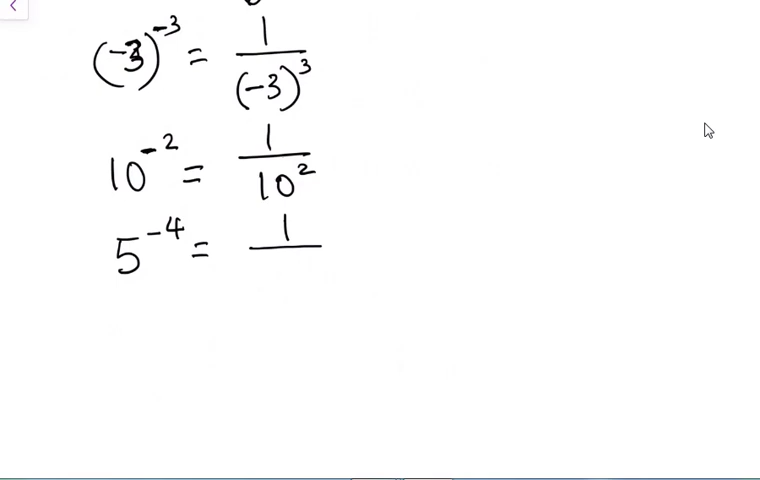 (-3)^-3 = 1/(-3)^3
10^-2 = 1/10^2
5^-4 = 1/